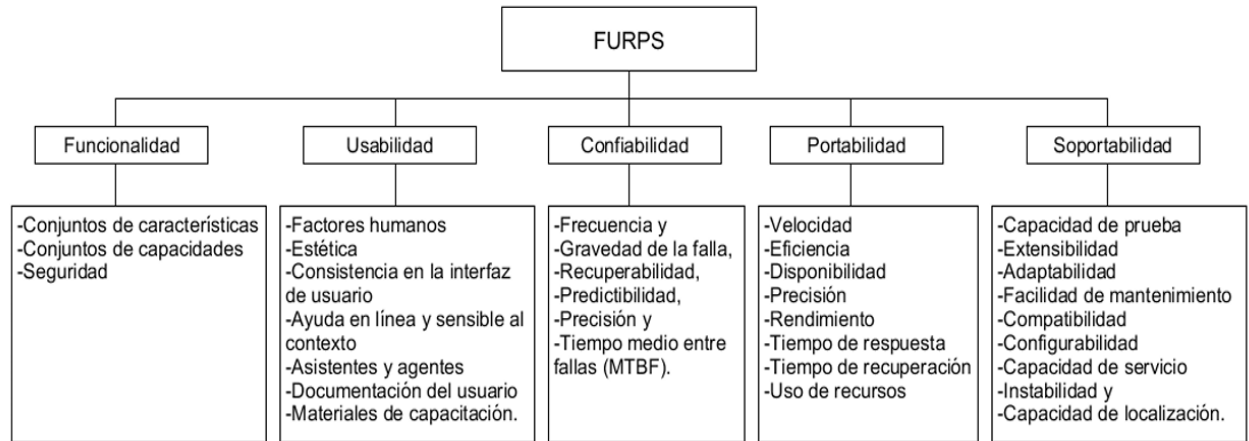 FURPS
Funcionalidad
-Conjuntos de características
-Conjuntos de capacidades
-Seguridad
Usabilidad
-Factores humanos
-Estética
-Consistencia en la interfaz
de usuario
-Ayuda en línea y sensible al
contexto
-Asistentes y agentes
-Documentación del usuario
-Materiales de capacitación.
Confiabilidad
-Frecuencia y
-Gravedad de la falla,
-Recuperabilidad,
-Predictibilidad,
-Precisión y
-Tiempo medio entre
fallas (MTBF).
Portabilidad
-Velocidad
-Eficiencia
-Disponibilidad
-Precisión
-Rendimiento
-Tiempo de respuesta
-Tiempo de recuperación
-Uso de recursos
Soportabilidad
-Capacidad de prueba
-Extensibilidad
-Adaptabilidad
-Facilidad de mantenimiento
-Compatibilidad
-Configurabilidad
-Capacidad de servicio
-Instabilidad y
-Capacidad de localización.